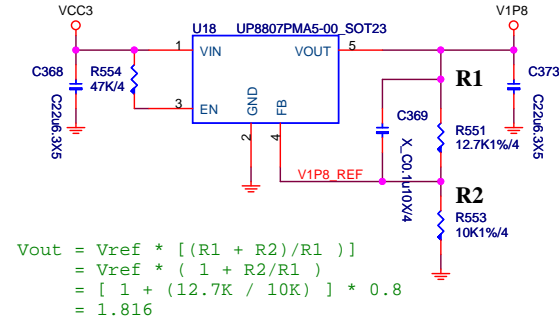 VCC3
V1P8
U18 UP8807PMA5-00_SOT23
1 VIN VOUT 5
C368
C22u6.3X5
R554
47K/4
3 EN
GND
2
FB
4
C369
X_C0.1u10X/4
R1
R551
12.7K1%/4
C373
C22u6.3X5
V1P8_REF
R2
R553
10K1%/4
Vout = Vref * [(R1 + R2)/R1 )]
= Vref * ( 1 + R2/R1 )
= [ 1 + (12.7K / 10K) ] * 0.8
= 1.816